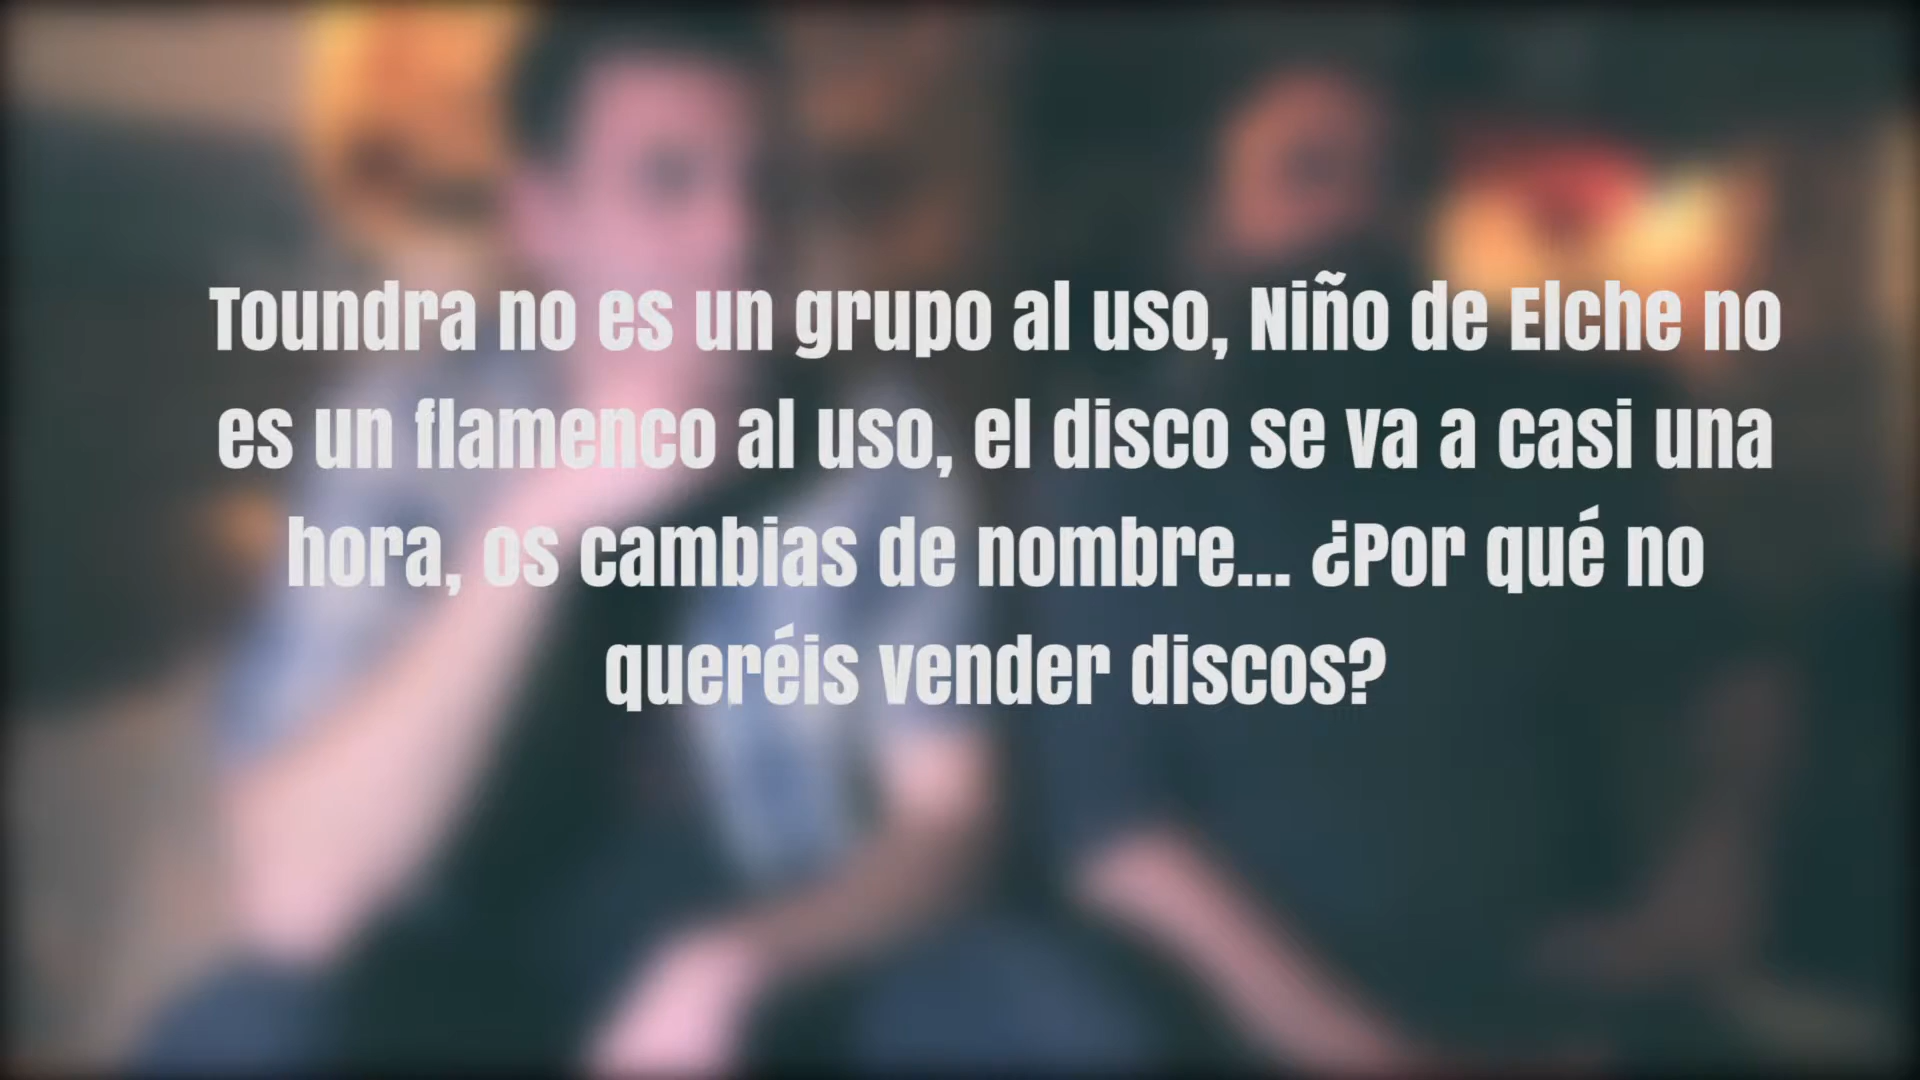 Toundra no es un grupo al uso, Niño de Elche no
es un flamenco al uso, el disco se va a casi una
hora, os cambias de nombre... ¿Por qué no
queréis vender discos?